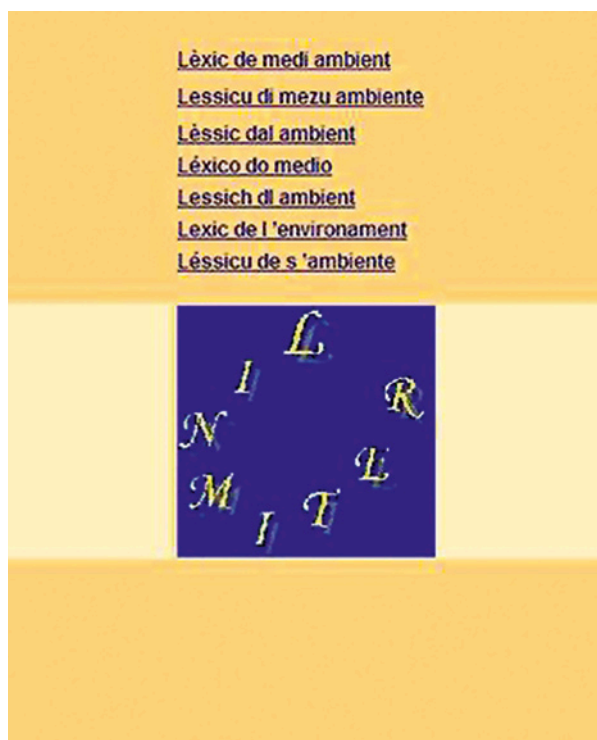 Lèxic de medi ambient
Lessicu di mezu ambiente
Lèssic dal ambient
Léxico do medio
Lessich dl ambient
Lexic de l 'environament
Léssicu de s 'ambiente
LINMITER